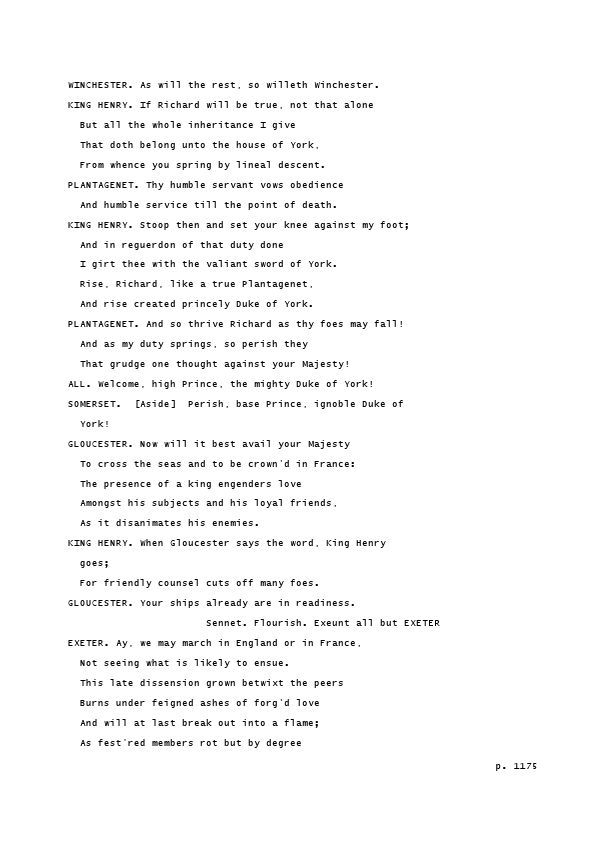 WINCHESTER. As will the rest, so willeth Winchester.
KING HENRY. If Richard will be true, not that alone
But all the whole inheritance I give
That doth belong unto the house of York,
From whence you spring by lineal descent.
PLANTAGENET. Thy humble servant vows obedience
And humble service till the point of death.
KING HENRY. Stoop then and set your knee against my foot;
And in reguerdon of that duty done
I girt thee with the valiant sword of York.
Rise, Richard, like a true Plantagenet,
And rise created princely Duke of York.
PLANTAGENET. And so thrive Richard as thy foes may fall!
And as my duty springs, so perish they
That grudge one thought against your Majesty!
ALL. Welcome, high Prince, the mighty Duke of York!
SOMERSET.  [Aside]  Perish, base Prince, ignoble Duke of
York!
GLOUCESTER. Now will it best avail your Majesty
To cross the seas and to be crown'd in France:
The presence of a king engenders love
Amongst his subjects and his loyal friends,
As it disanimates his enemies.
KING HENRY. When Gloucester says the word, King Henry
goes;
For friendly counsel cuts off many foes.
GLOUCESTER. Your ships already are in readiness.
Sennet. Flourish. Exeunt all but EXETER
EXETER. Ay, we may march in England or in France,
Not seeing what is likely to ensue.
This late dissension grown betwixt the peers
Burns under feigned ashes of forg'd love
And will at last break out into a flame;
As fest'red members rot but by degree
p. 1175